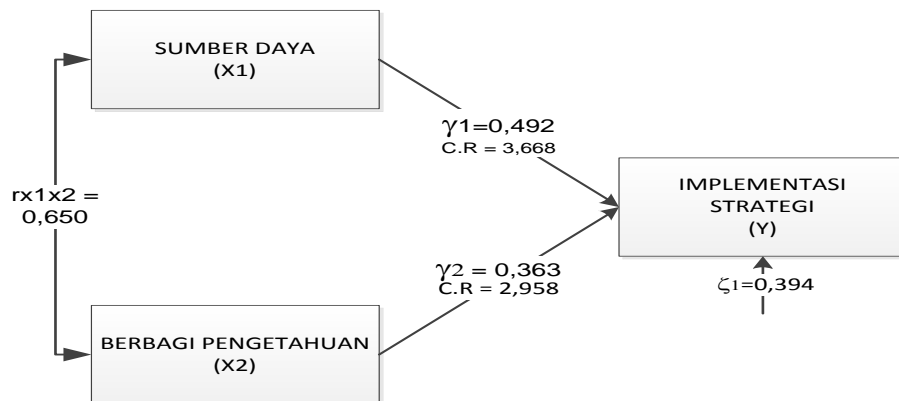 SUMBER DAYA
(X1)
γ1=0,492
C.R = 3,668
rx1x2 =
0,650
IMPLEMENTASI
STRATEGI
(Y)
γ2 = 0,363
C.R = 2,958
ζ1=0,394
BERBAGI PENGETAHUAN
(X2)